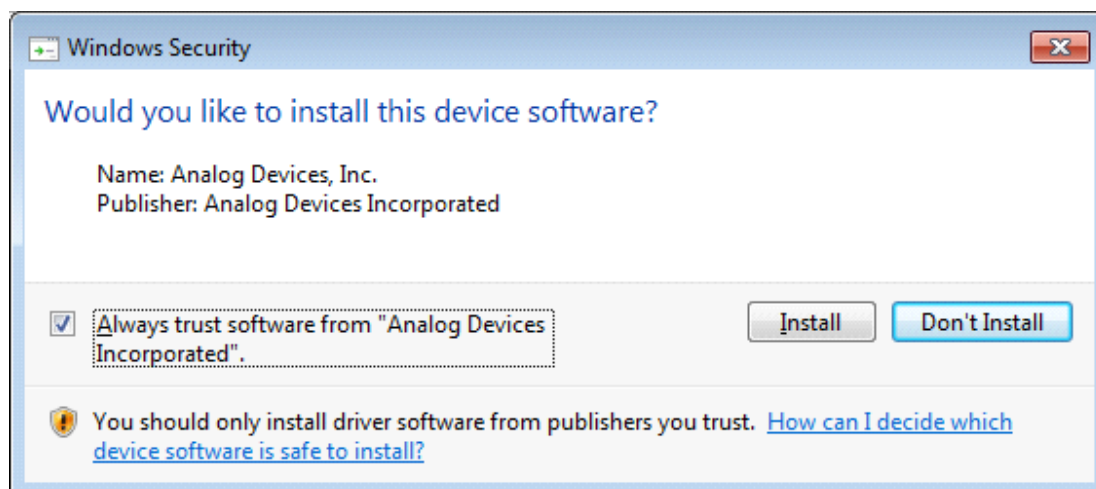 Windows Security
Would you like to install this device software?
Name: Analog Devices, Inc.
Publisher: Analog Devices Incorporated
Always trust software from "Analog Devices
Incorporated".
Install
Don't Install
You should only install driver software from publishers you trust. How can I decide which
device software is safe to install?